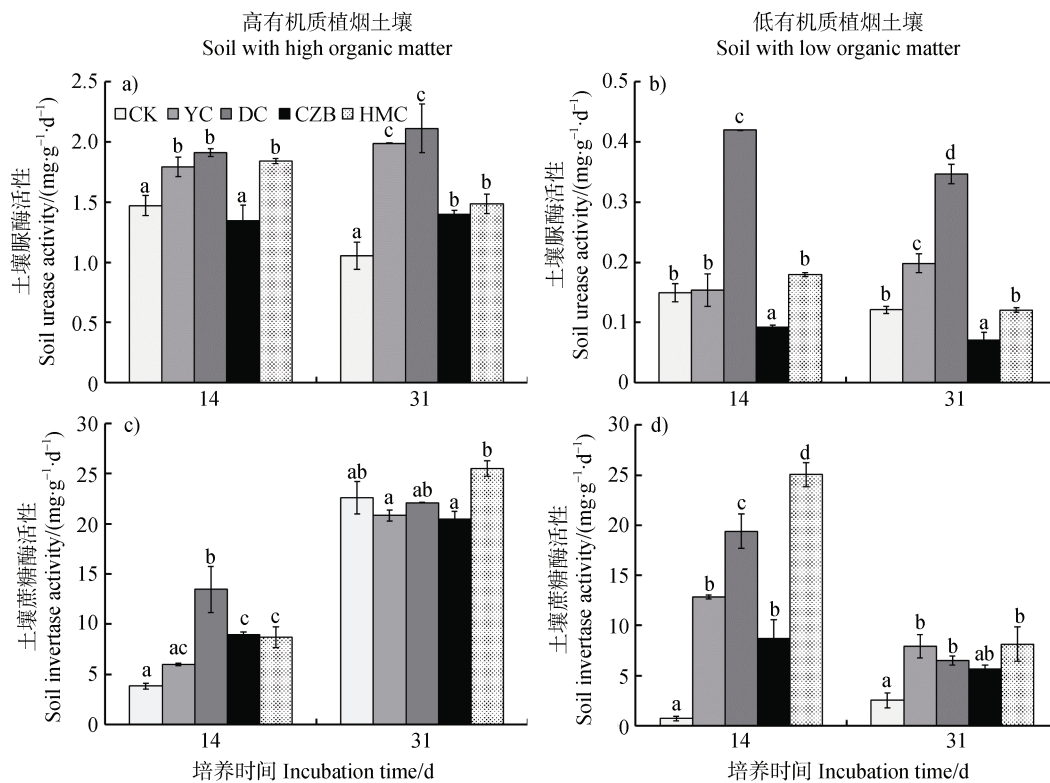 高有机质植烟土壤
Soil with high organic matter
低有机质植烟土壤
Soil with low organic matter
a)
CK YC DC CZB HMC
土壤脲酶活性
Soil urease activity/(mg·g⁻¹·d⁻¹)
2.5
2.0
1.5
1.0
0.5
0
a b b a b
a c c b b
14 31
b)
土壤脲酶活性
Soil urease activity/(mg·g⁻¹·d⁻¹)
0.5
0.4
0.3
0.2
0.1
0
b b c a b
b c d a b
14 31
c)
土壤蔗糖酶活性
Soil invertase activity/(mg·g⁻¹·d⁻¹)
30
25
20
15
10
5
0
a ac b c c
ab a ab a b
14 31
培养时间 Incubation time/d
d)
土壤蔗糖酶活性
Soil invertase activity/(mg·g⁻¹·d⁻¹)
30
25
20
15
10
5
0
a b c b d
a b b ab b
14 31
培养时间 Incubation time/d